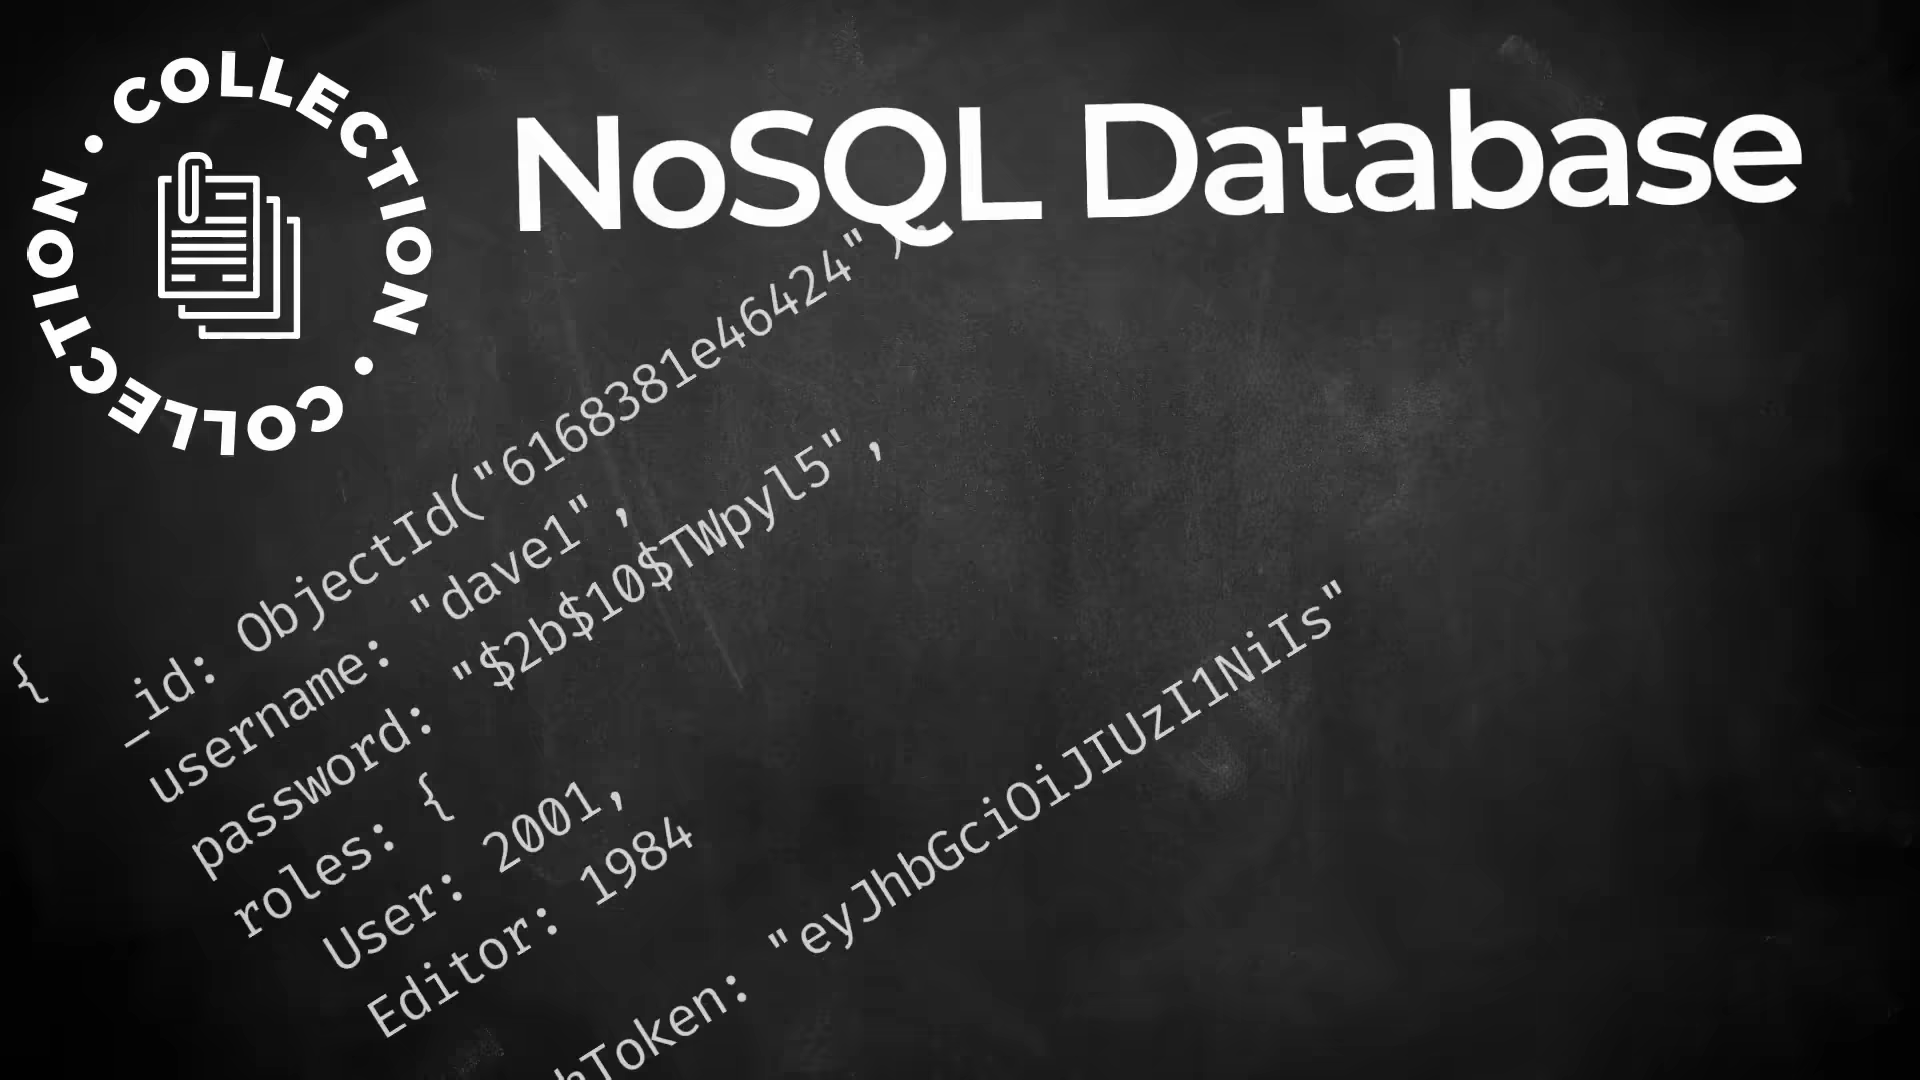 COLLECTION • COLLECTION •
NoSQL Database
{
_id: ObjectId("6168381e46424"),
username: "dave1",
password: "$2b$10$TWpyl5",
roles: {
User: 2001,
Editor: 1984
hToken: "eyJhbGciOiJIUzI1NiIs"